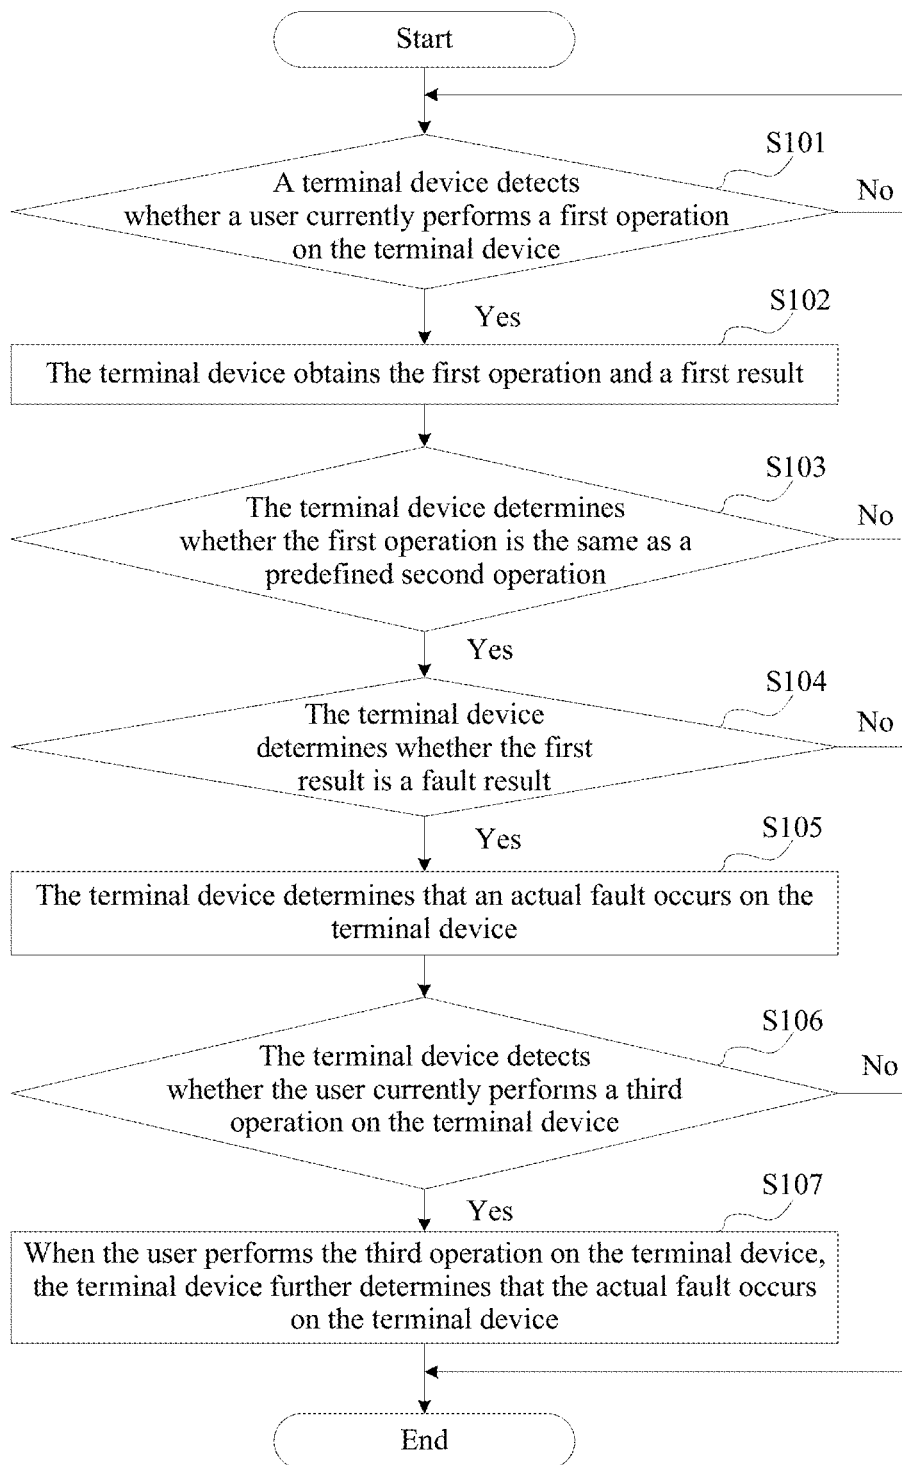 Start
S101
A terminal device detects
whether a user currently performs a first operation
on the terminal device
No
Yes
S102
The terminal device obtains the first operation and a first result
S103
The terminal device determines
whether the first operation is the same as a
predefined second operation
No
Yes
S104
The terminal device
determines whether the first
result is a fault result
No
Yes
S105
The terminal device determines that an actual fault occurs on the
terminal device
S106
The terminal device detects
whether the user currently performs a third
operation on the terminal device
No
Yes
S107
When the user performs the third operation on the terminal device,
the terminal device further determines that the actual fault occurs
on the terminal device
End